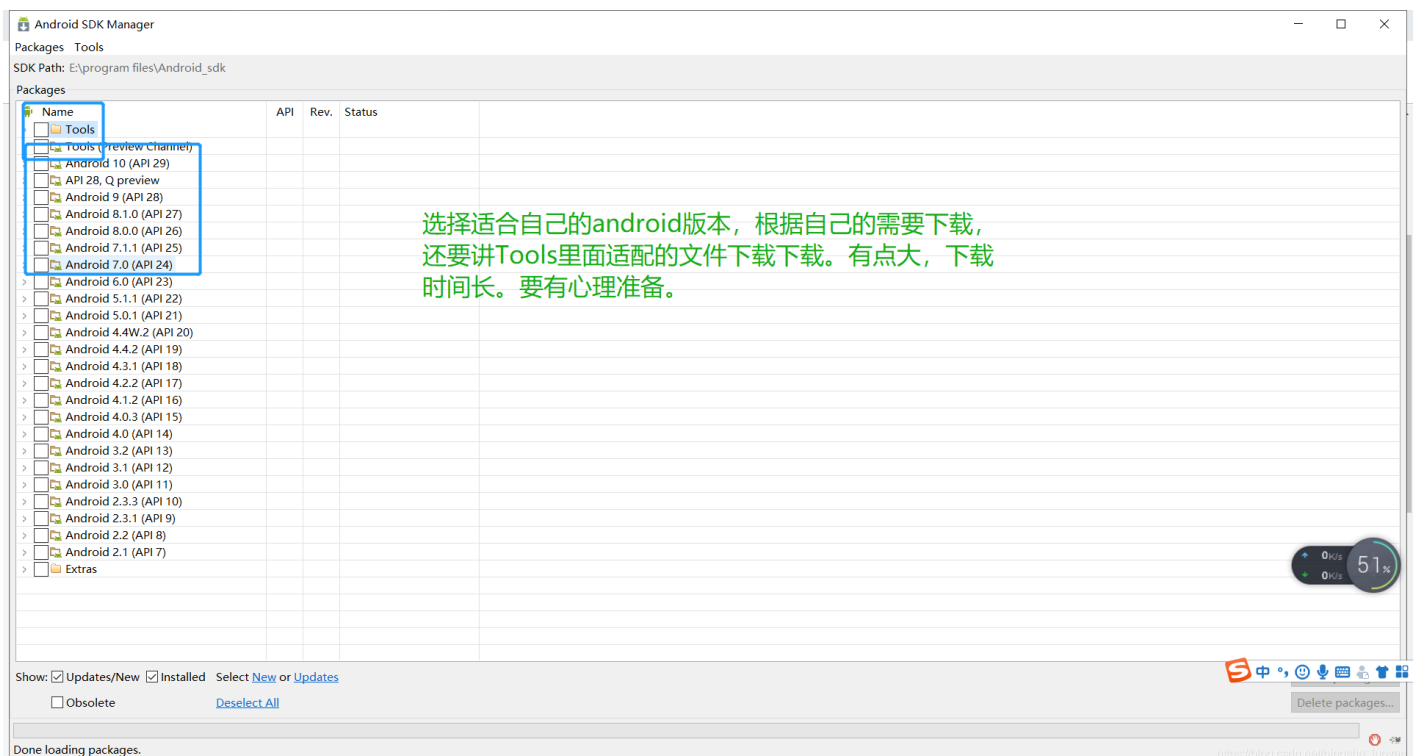 Android SDK Manager
Packages Tools
SDK Path: E:\program files\Android_sdk
Packages
Name API Rev. Status
Tools
Tools (Preview Channel)
Android 10 (API 29)
API 28, Q preview
Android 9 (API 28)
Android 8.1.0 (API 27)
Android 8.0.0 (API 26)
Android 7.1.1 (API 25)
Android 7.0 (API 24)
Android 6.0 (API 23)
Android 5.1.1 (API 22)
Android 5.0.1 (API 21)
Android 4.4W.2 (API 20)
Android 4.4.2 (API 19)
Android 4.3.1 (API 18)
Android 4.2.2 (API 17)
Android 4.1.2 (API 16)
Android 4.0.3 (API 15)
Android 4.0 (API 14)
Android 3.2 (API 13)
Android 3.1 (API 12)
Android 3.0 (API 11)
Android 2.3.3 (API 10)
Android 2.3.1 (API 9)
Android 2.2 (API 8)
Android 2.1 (API 7)
Extras
选择适合自己的android版本，根据自己的需要下载，
还要讲Tools里面适配的文件下载下载。有点大，下载
时间长。要有心理准备。
0K/s
0K/s
51%
中
Show: Updates/New Installed Select New or Updates
Obsolete Deselect All
Delete packages...
Done loading packages.